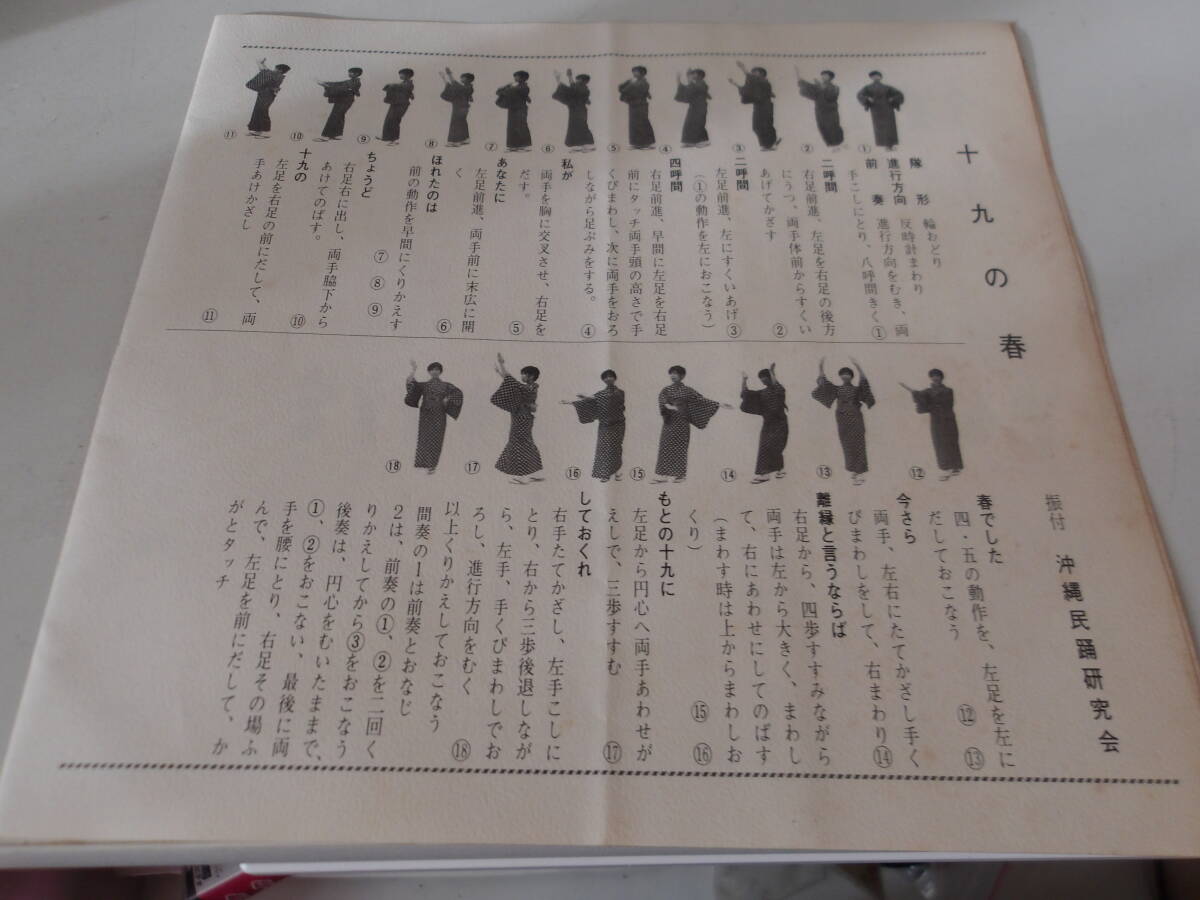 十九の春
振付 沖縄民踊研究会
隊形 輪おどり
進行方向 反時計まわり
前奏 進行方向をむき、両
手こしにとり、八呼間きく①
二呼間
右足前進、左足を右足の後方
にうつ、両手体前からすくい
あげてかざす ②
二呼間
左足前進、左にすくいあげ③
（①の動作を左におこなう）
四呼間
右足前進、早間に左足を右足
前にタッチ両手頭の高さで手
くびまわし、次に両手をおろ
しながら足ぶみをする。 ④
私が
両手を胸に交叉させ、右足を
だす。 ⑤
あなたに
左足前進、両手前に末広に開
く ⑥
ほれたのは
前の動作を早間にくりかえす
⑦ ⑧ ⑨
ちょうど
右足右に出し、両手脇下から
あけてのばす。 ⑩
十九の
左足を右足の前にだして、両
手あけかざし ⑪
①
②
③
④
⑤
⑥
⑦
⑧
⑨
⑩
⑪
春でした
四・五の動作を、左足を左に
だしておこなう ⑫ ⑬
今さら
両手、左右にたてかざし手く
びまわしをして、右まわり⑭
離縁と言うならば
右足から、四歩すすみながら
両手は左から大きく、まわし
て、右にあわせにしてのばす
（まわす時は上からまわしお
くり） ⑮ ⑯
もとの十九に
左足から円心へ両手あわせが
えしで、三歩すすむ ⑰
しておくれ
右手たてかざし、左手こしに
とり、右から三歩後退しなが
ら、左手、手くびまわしでお
ろし、進行方向をむく ⑱
以上くりかえしておこなう
間奏の1は前奏とおなじ
2は、前奏の①、②を二回く
りかえしてから③をおこなう
後奏は、円心をむいたままで、
①、②をおこない、最後に両
手を腰にとり、右足その場ふ
んで、左足を前にだして、か
がとタッチ
⑫
⑬
⑭
⑮
⑯
⑰
⑱